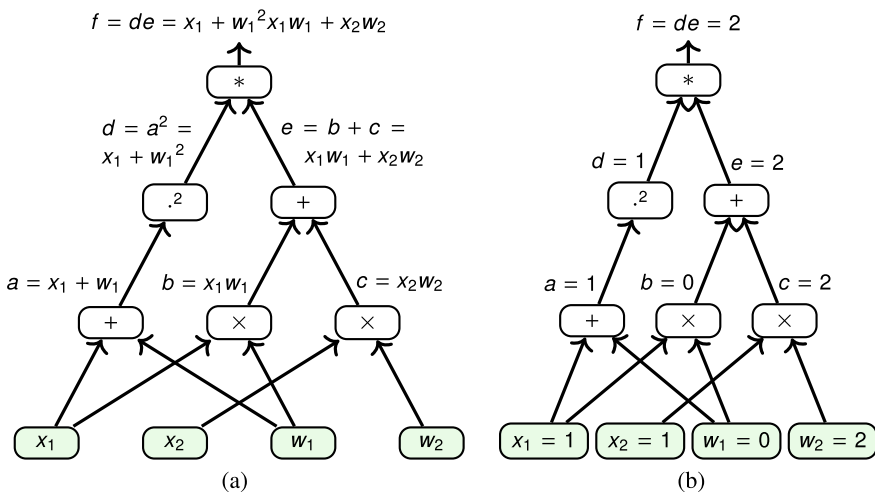 f = de = x₁ + w₁²x₁w₁ + x₂w₂
*
d = a² =
x₁ + w₁²
e = b + c =
x₁w₁ + x₂w₂
.²
+
a = x₁ + w₁
b = x₁w₁
c = x₂w₂
+
×
×
x₁
x₂
w₁
w₂
(a)
f = de = 2
*
d = 1
e = 2
.²
+
a = 1
b = 0
c = 2
+
×
×
x₁ = 1
x₂ = 1
w₁ = 0
w₂ = 2
(b)